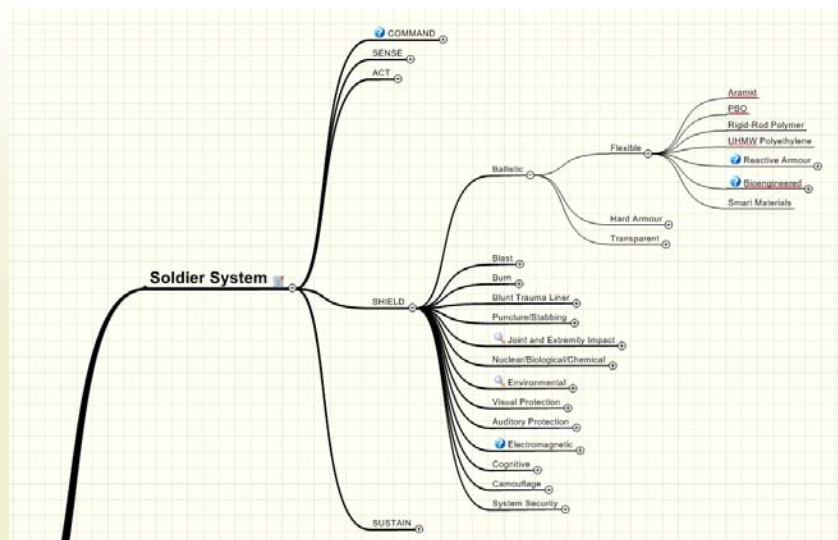 COMMAND
SENSE
ACT
Aramid
PBO
Rigid-Rod Polymer
UHMW Polyethylene
Flexible
Reactive Armour
Ballistic
Bioengineered
Smart Materials
Hard Armour
Transparent
Blast
Burn
Soldier System
SHIELD
Blunt Trauma Liner
Puncture/Stabbing
Joint and Extremity Impact
Nuclear/Biological/Chemical
Environmental
Visual Protection
Auditory Protection
Electromagnetic
Cognitive
Camouflage
System Security
SUSTAIN